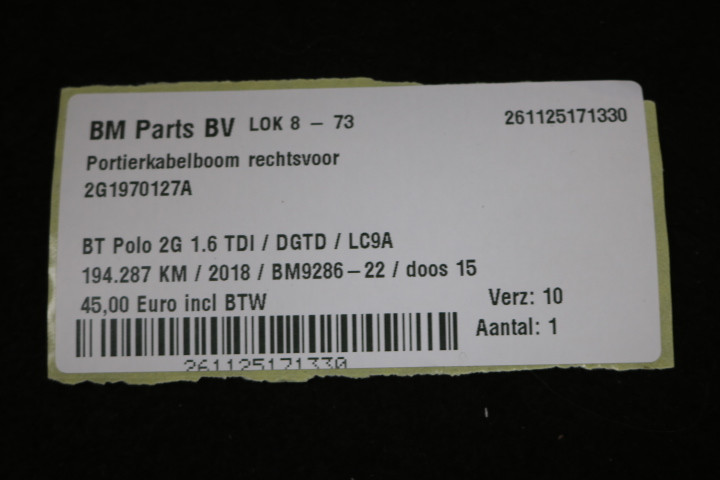 BM Parts BV LOK 8 - 73 261125171330
Portierkabelboom rechtsvoor
2G1970127A
BT Polo 2G 1.6 TDI / DGTD / LC9A
194.287 KM / 2018 / BM9286-22 / doos 15
45,00 Euro incl BTW Verz: 10
Aantal: 1
261125171330